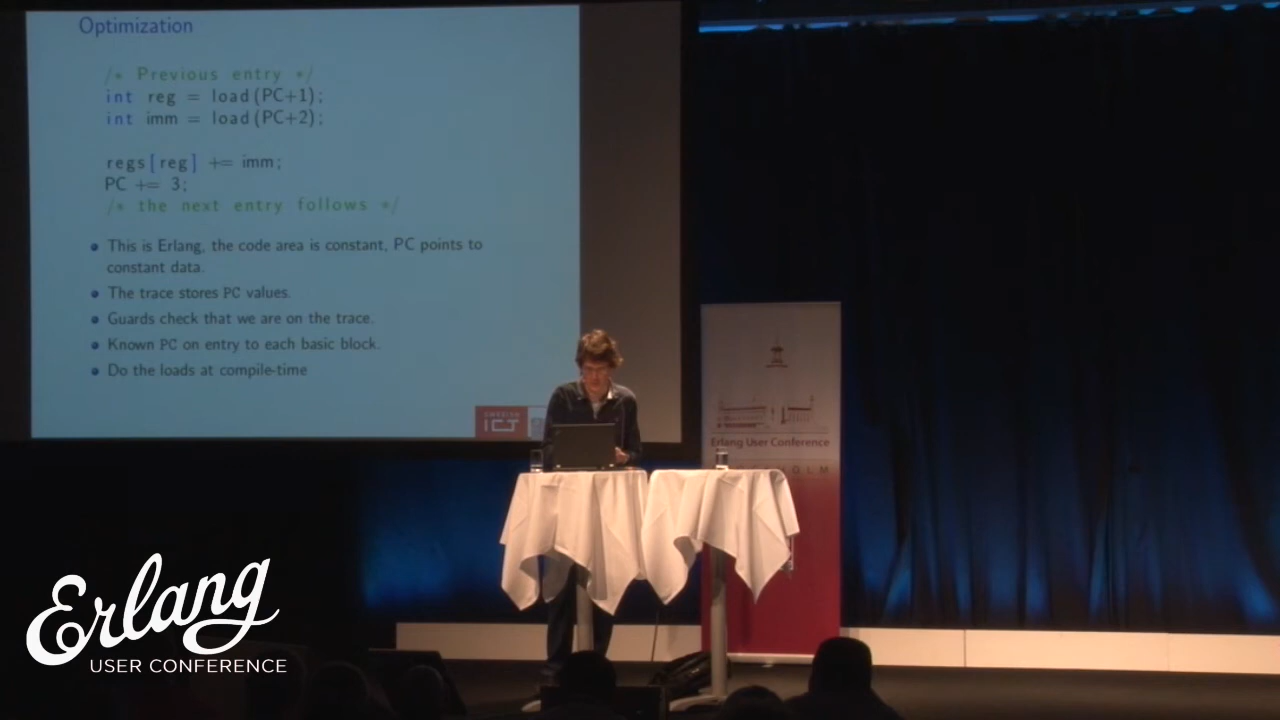 Optimization
/* Previous entry */
int reg = load(PC+1);
int imm = load(PC+2);
regs[reg] += imm;
PC += 3;
/* the next entry follows */
This is Erlang, the code area is constant, PC points to
constant data.
The trace stores PC values.
Guards check that we are on the trace.
Known PC on entry to each basic block.
Do the loads at compile-time
SWEDISH
ICT
Erlang User Conference
Erlang
USER CONFERENCE